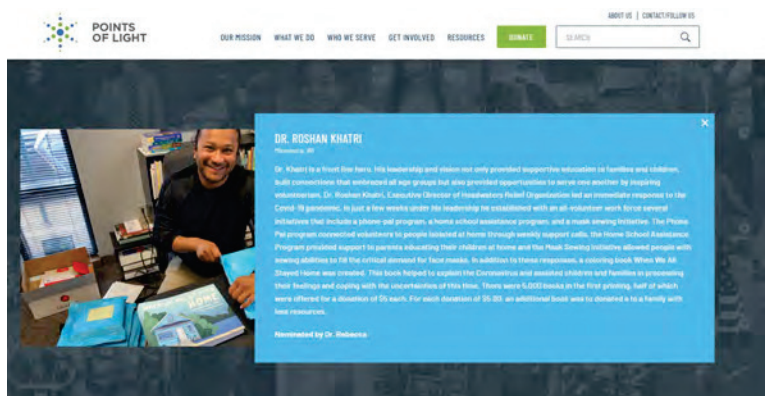 ABOUT US | CONTACT/FOLLOW US
POINTS
OF LIGHT
OUR MISSION WHAT WE DO WHO WE SERVE GET INVOLVED RESOURCES DONATE SEARCH
DR. ROSHAN KHATRI
Dr. Khatri is a front line hero. His leadership and vision not only provided supportive education to families and children,
built connections that embraced all age groups but also provided opportunities to serve one another by inspiring
volunteerism. Dr. Roshan Khatri, Executive Director of Headwaters Relief Organization led an immediate response to the
Covid-19 pandemic. In just a few weeks under his leadership he established with an all-volunteer work force several
initiatives that include a phone-pal program, a home school assistance program, and a mask sewing initiative. The Phone
Pal program connected volunteers to people isolated at home through weekly support calls, the Home School Assistance
Program provided support to parents educating their children at home and the Mask Sewing Initiative allowed people with
sewing abilities to fill the critical demand for face masks. In addition to these responses, a coloring book When We All
Stayed Home was created. This book helped to explain the Coronavirus and assisted children and families in processing
their feelings and coping with the uncertainties of this time. There were 5,000 books in the first printing, half of which
were offered for a donation of $5 each. For each donation of $5.00, an additional book was to donated to a family with
less resources.
Nominated by Dr. Rebecca
HOME